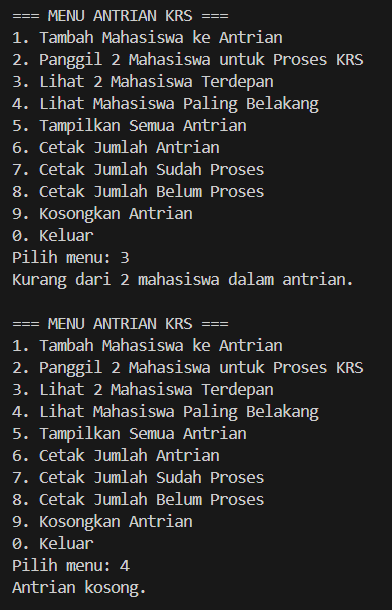 === MENU ANTRIAN KRS ===
1. Tambah Mahasiswa ke Antrian
2. Panggil 2 Mahasiswa untuk Proses KRS
3. Lihat 2 Mahasiswa Terdepan
4. Lihat Mahasiswa Paling Belakang
5. Tampilkan Semua Antrian
6. Cetak Jumlah Antrian
7. Cetak Jumlah Sudah Proses
8. Cetak Jumlah Belum Proses
9. Kosongkan Antrian
0. Keluar
Pilih menu: 3
Kurang dari 2 mahasiswa dalam antrian.

=== MENU ANTRIAN KRS ===
1. Tambah Mahasiswa ke Antrian
2. Panggil 2 Mahasiswa untuk Proses KRS
3. Lihat 2 Mahasiswa Terdepan
4. Lihat Mahasiswa Paling Belakang
5. Tampilkan Semua Antrian
6. Cetak Jumlah Antrian
7. Cetak Jumlah Sudah Proses
8. Cetak Jumlah Belum Proses
9. Kosongkan Antrian
0. Keluar
Pilih menu: 4
Antrian kosong.